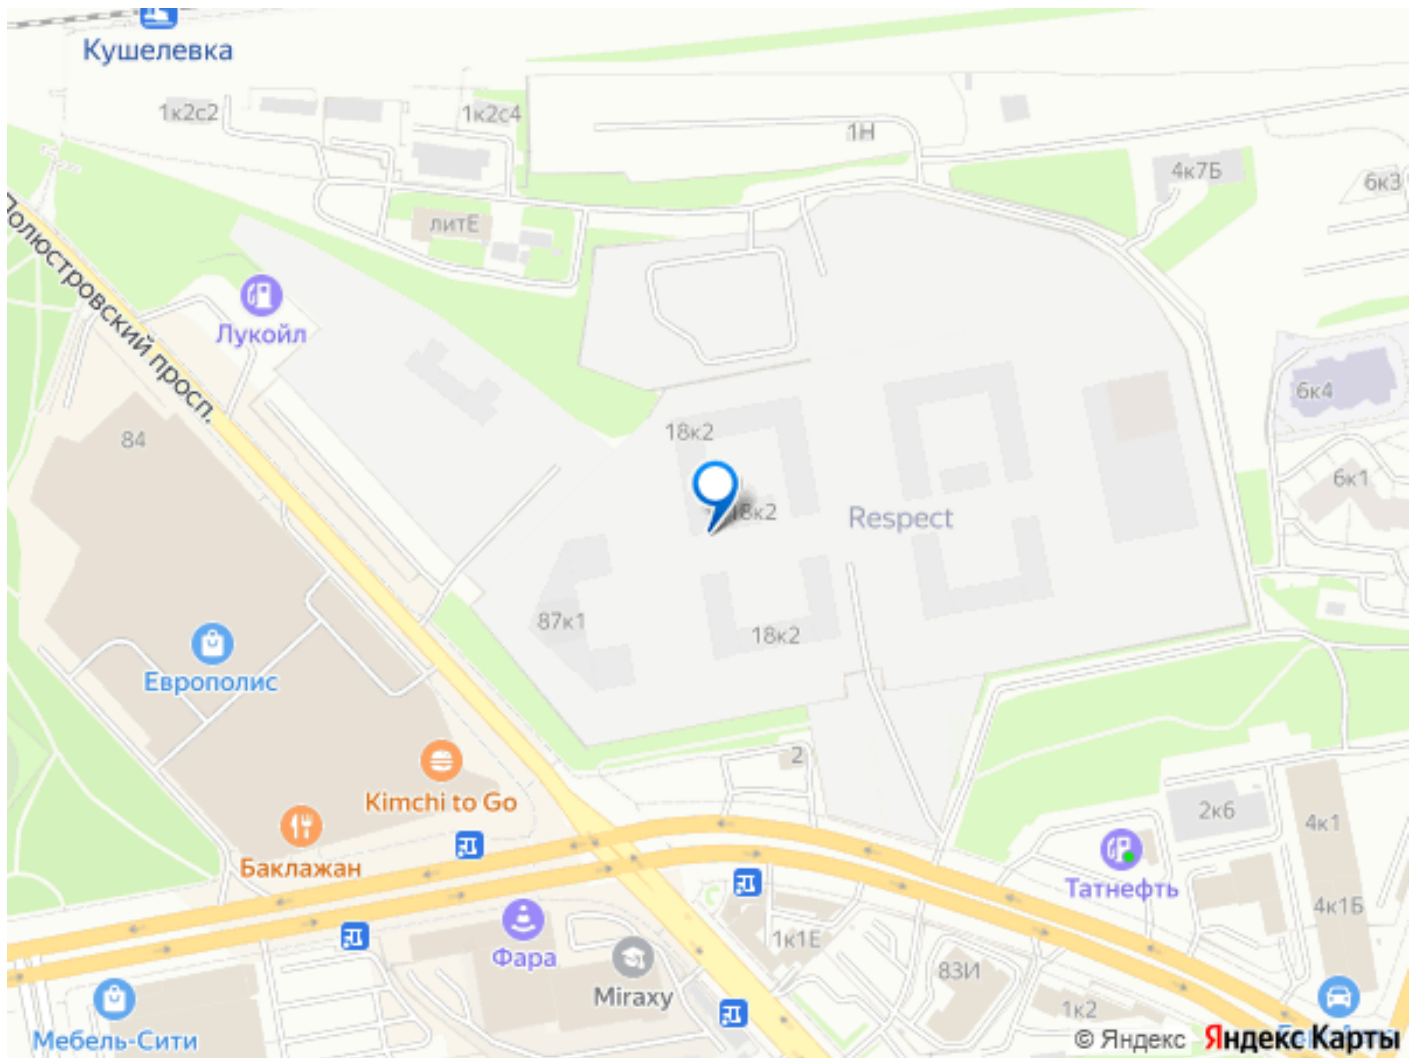 Кушелевка
1к2с2
1к2с4
1Н
4к7Б
6к3
литЕ
Полюстровский просп.
Лукойл
6к4
84
18к2
6к1
18к2
Respect
87к1
18к2
Европолис
2
Kimchi to Go
2к6
4к1
Баклажан
Татнефть
4к1Б
1к1Е
Фара
83И
Miraxy
1к2
Мебель-Сити
© Яндекс Яндекс Карты